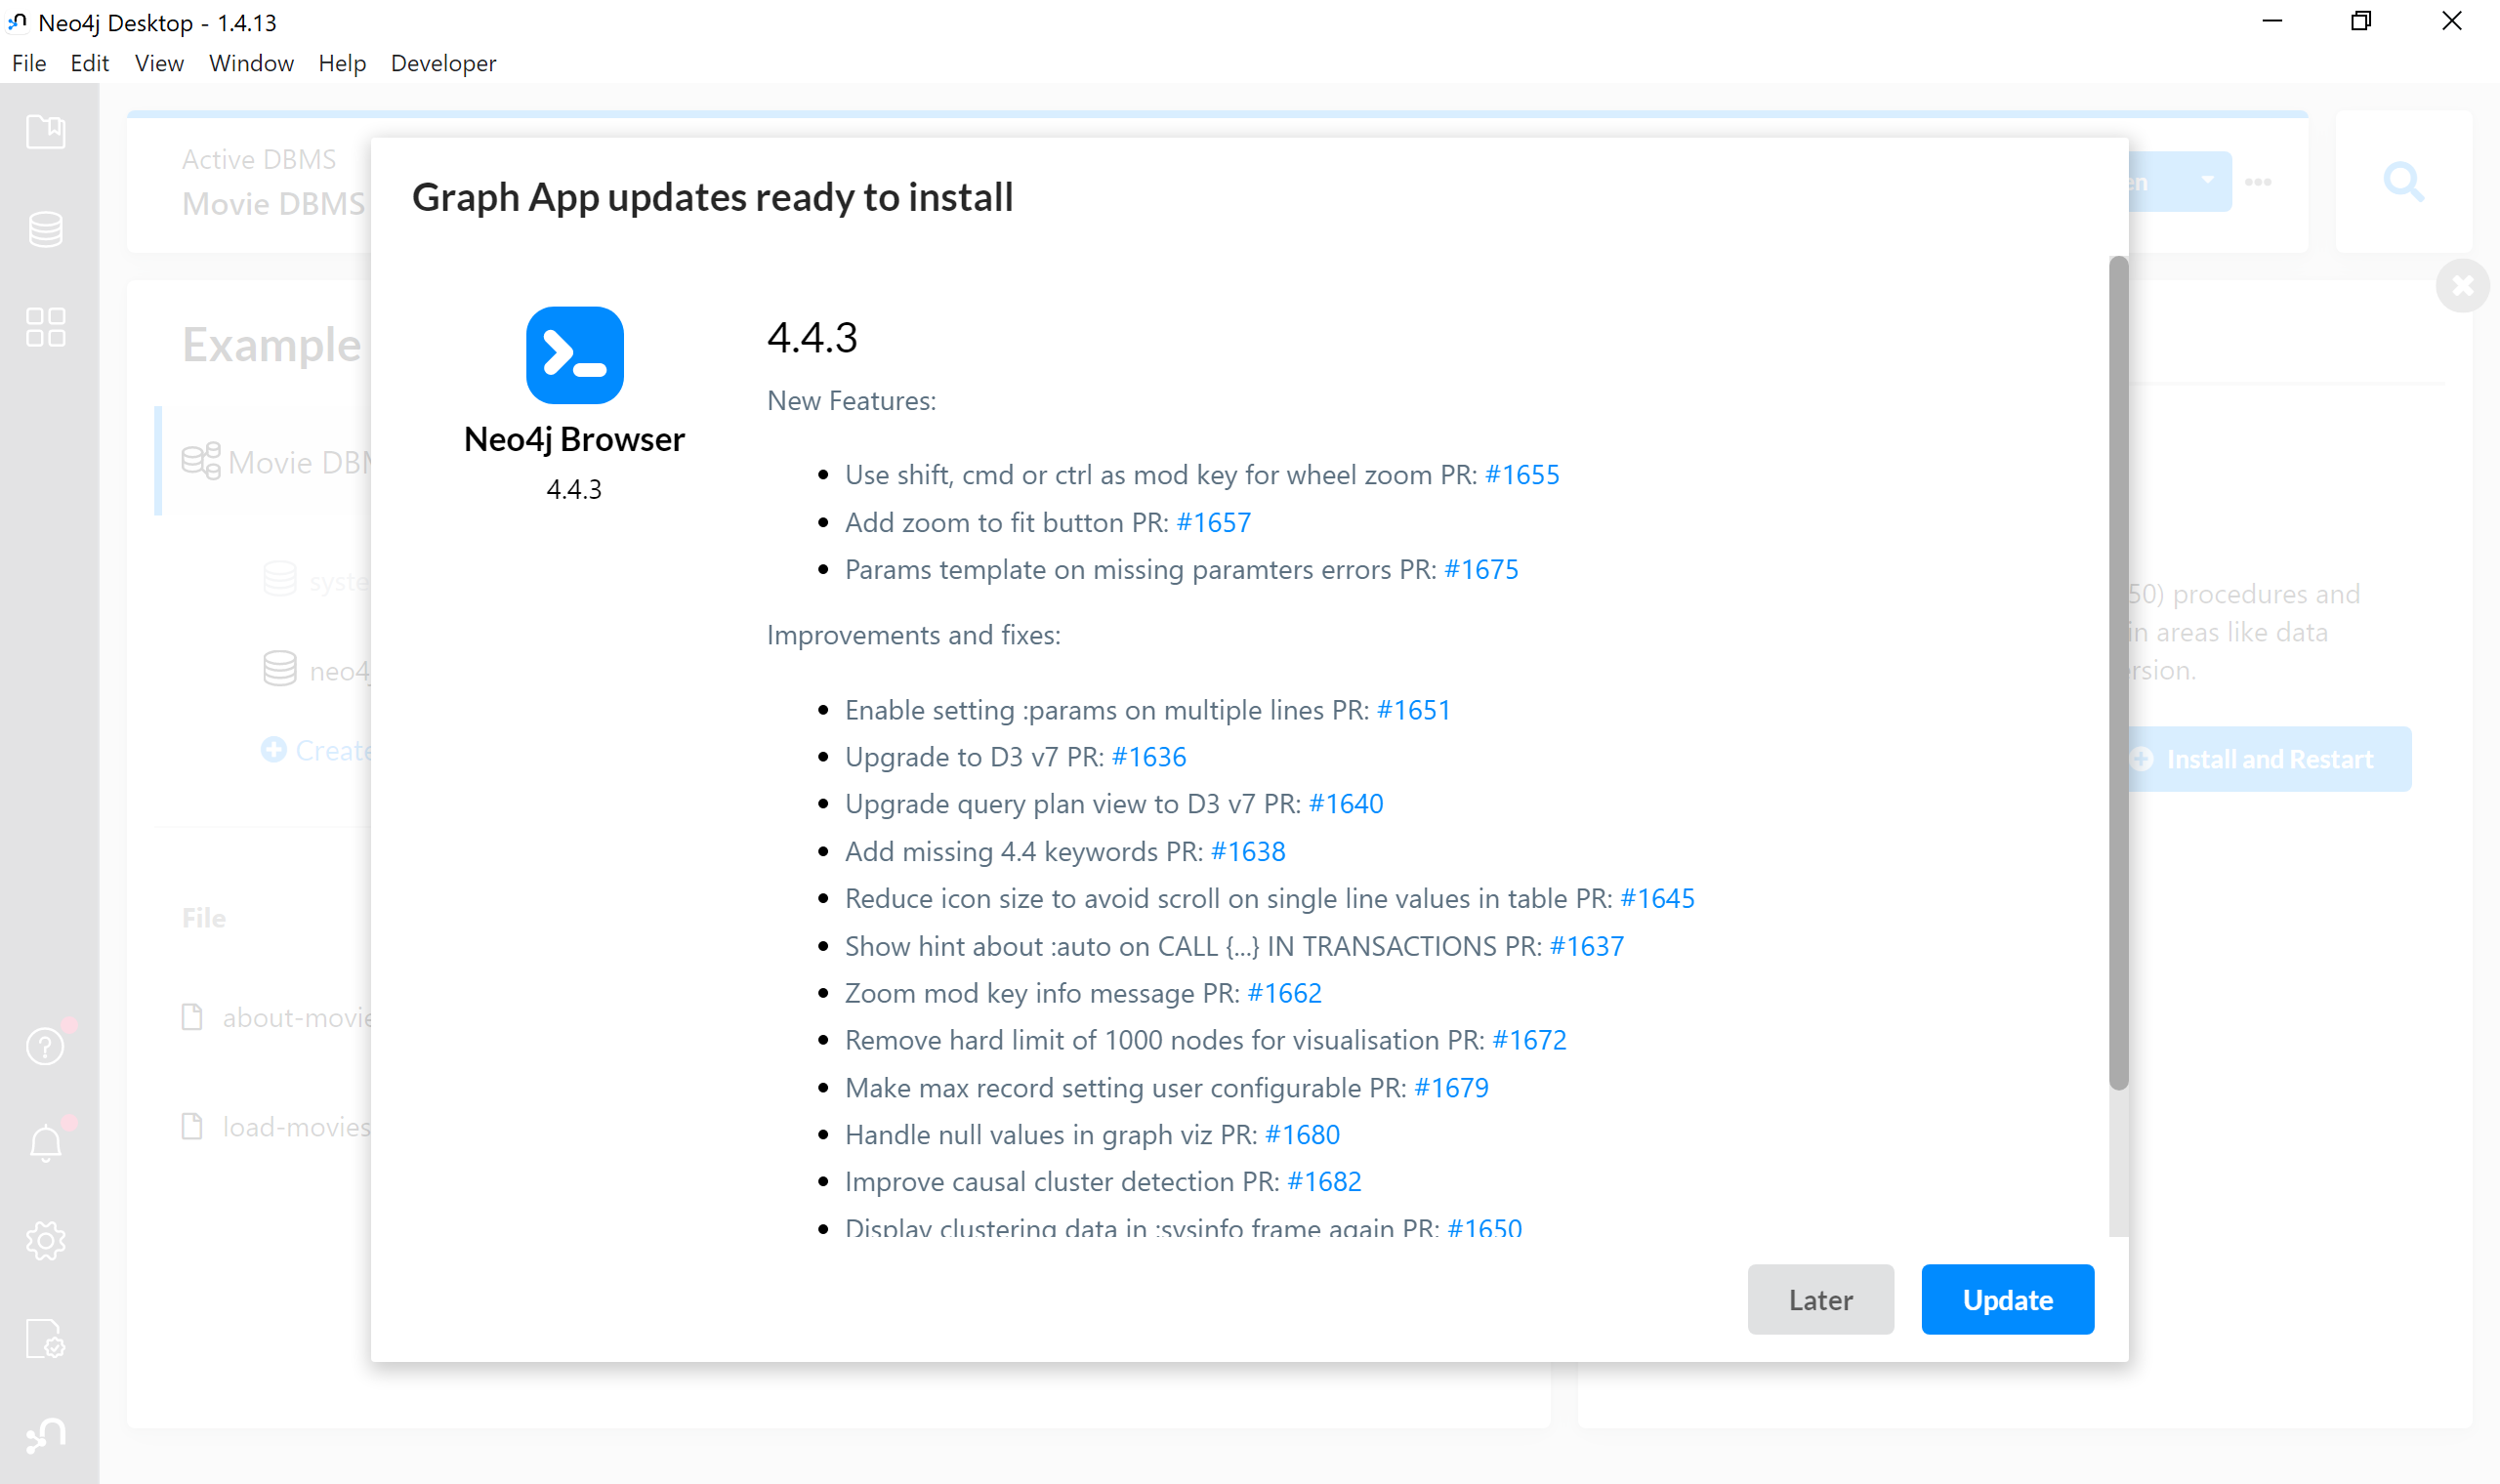 Neo4j Desktop - 1.4.13
File Edit View Window Help Developer
Active DBMS
Movie DBMS
Graph App updates ready to install
Example
Neo4j Browser
4.4.3
4.4.3
New Features:
Use shift, cmd or ctrl as mod key for wheel zoom PR: #1655
Add zoom to fit button PR: #1657
Params template on missing paramters errors PR: #1675
Improvements and fixes:
Enable setting :params on multiple lines PR: #1651
Upgrade to D3 v7 PR: #1636
Upgrade query plan view to D3 v7 PR: #1640
Add missing 4.4 keywords PR: #1638
Reduce icon size to avoid scroll on single line values in table PR: #1645
Show hint about :auto on CALL {...} IN TRANSACTIONS PR: #1637
Zoom mod key info message PR: #1662
Remove hard limit of 1000 nodes for visualisation PR: #1672
Make max record setting user configurable PR: #1679
Handle null values in graph viz PR: #1680
Improve causal cluster detection PR: #1682
Display clustering data in :sysinfo frame again PR: #1650
Later
Update
Movie DB
syste
neo4j
Create
File
about-movie
load-movies
50) procedures and
in areas like data
rsion.
Install and Restart